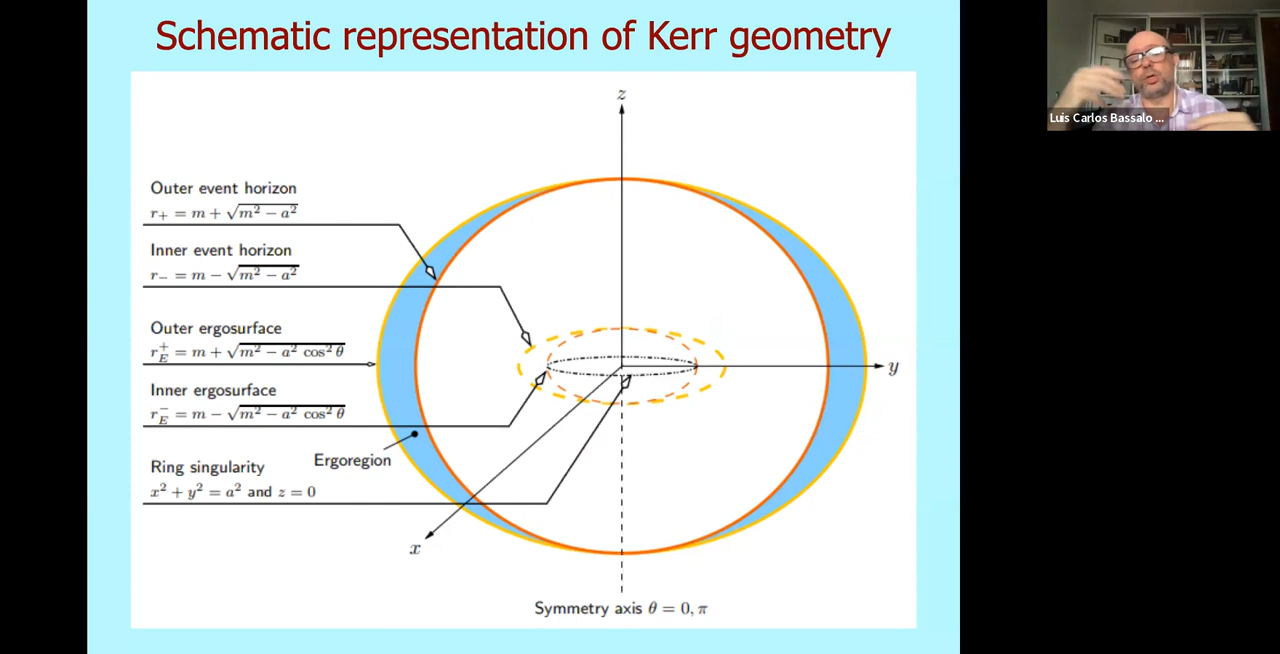 Schematic representation of Kerr geometry
Luis Carlos Bassalo ...
z
Outer event horizon
r₊ = m + √(m² − a²)
Inner event horizon
r₋ = m − √(m² − a²)
Outer ergosurface
r_E⁺ = m + √(m² − a² cos² θ)
y
Inner ergosurface
r_E⁻ = m − √(m² − a² cos² θ)
Ergoregion
Ring singularity
x² + y² = a² and z = 0
x
Symmetry axis θ = 0, π